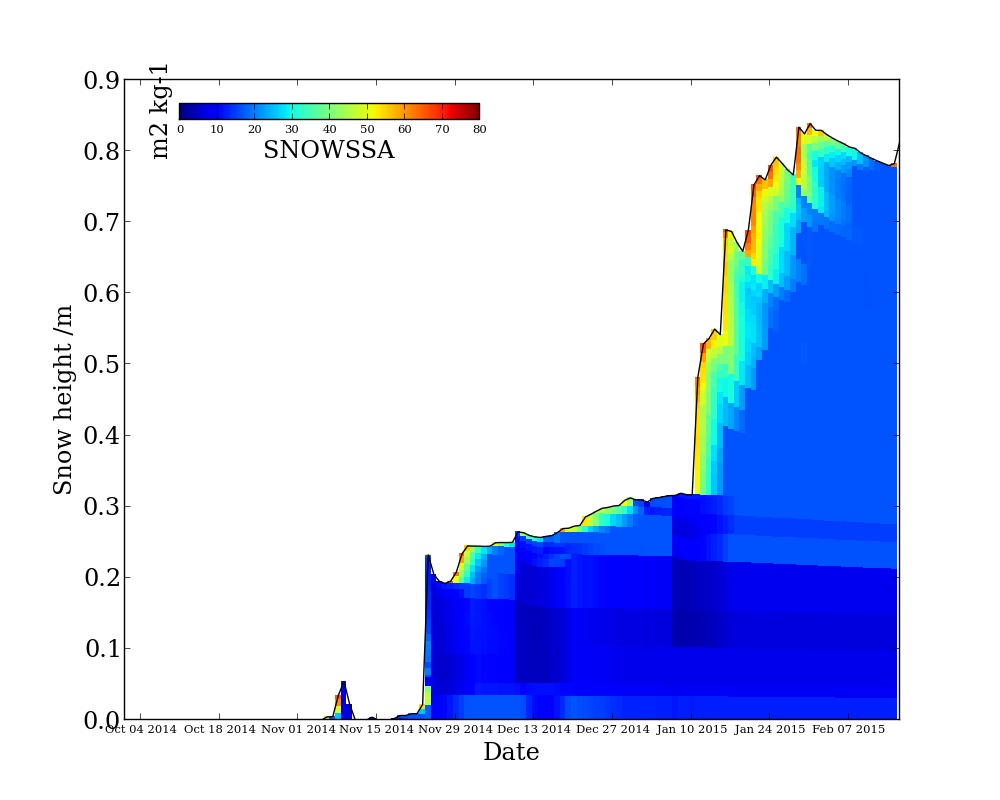 0.9
0.8
0.7
0.6
0.5
0.4
0.3
0.2
0.1
0.0
Snow height /m
m2 kg-1
0 10 20 30 40 50 60 70 80
SNOWSSA
Oct 04 2014 Oct 18 2014 Nov 01 2014 Nov 15 2014 Nov 29 2014 Dec 13 2014 Dec 27 2014 Jan 10 2015 Jan 24 2015 Feb 07 2015
Date